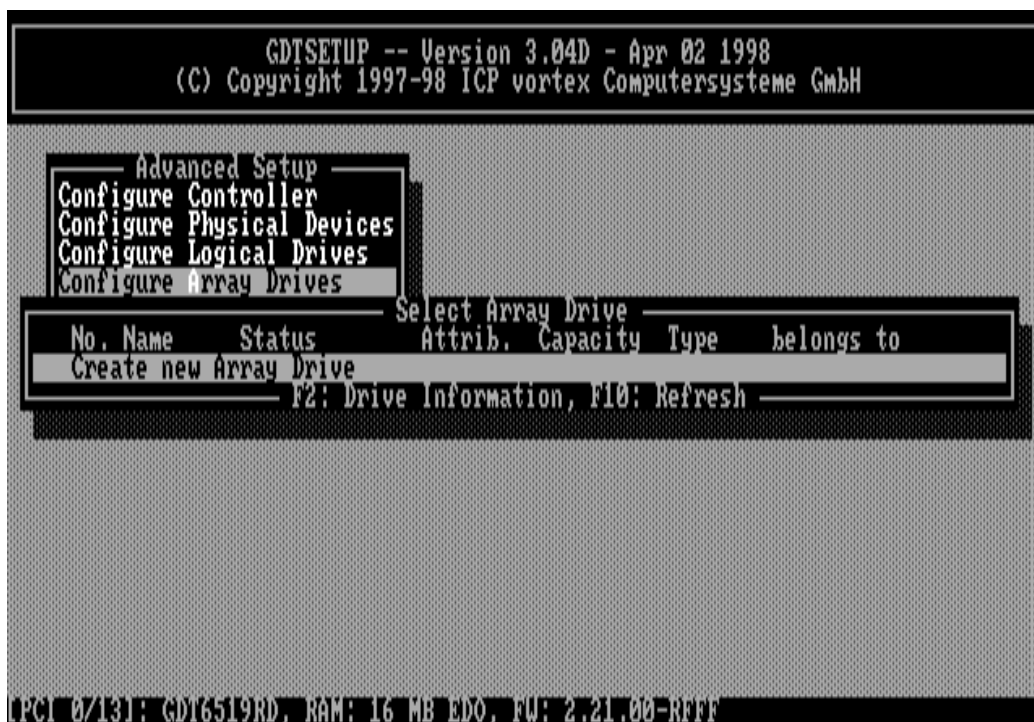 GDTSETUP -- Version 3.04D - Apr 02 1998
(C) Copyright 1997-98 ICP vortex Computersysteme GmbH
Advanced Setup
Configure Controller
Configure Physical Devices
Configure Logical Drives
Configure Array Drives
Select Array Drive
No. Name Status Attrib. Capacity Type belongs to
Create new Array Drive
F2: Drive Information, F10: Refresh
[PCI 0/13]: GDT6519RD, RAM: 16 MB EDO, FW: 2.21.00-RFFF